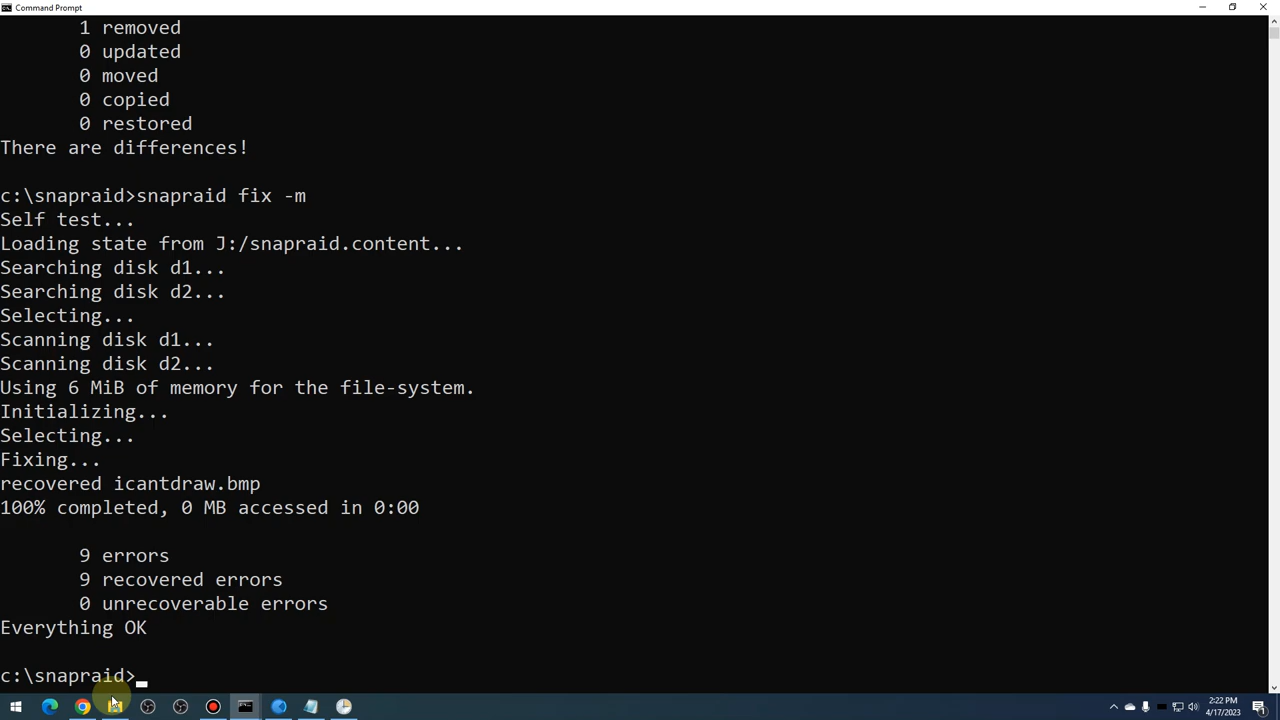 Command Prompt
1 removed
0 updated
0 moved
0 copied
0 restored
There are differences!
c:\snapraid>snapraid fix -m
Self test...
Loading state from J:/snapraid.content...
Searching disk d1...
Searching disk d2...
Selecting...
Scanning disk d1...
Scanning disk d2...
Using 6 MiB of memory for the file-system.
Initializing...
Selecting...
Fixing...
recovered icantdraw.bmp
100% completed, 0 MB accessed in 0:00
9 errors
9 recovered errors
0 unrecoverable errors
Everything OK
c:\snapraid>
2:22 PM
4/17/2023
1